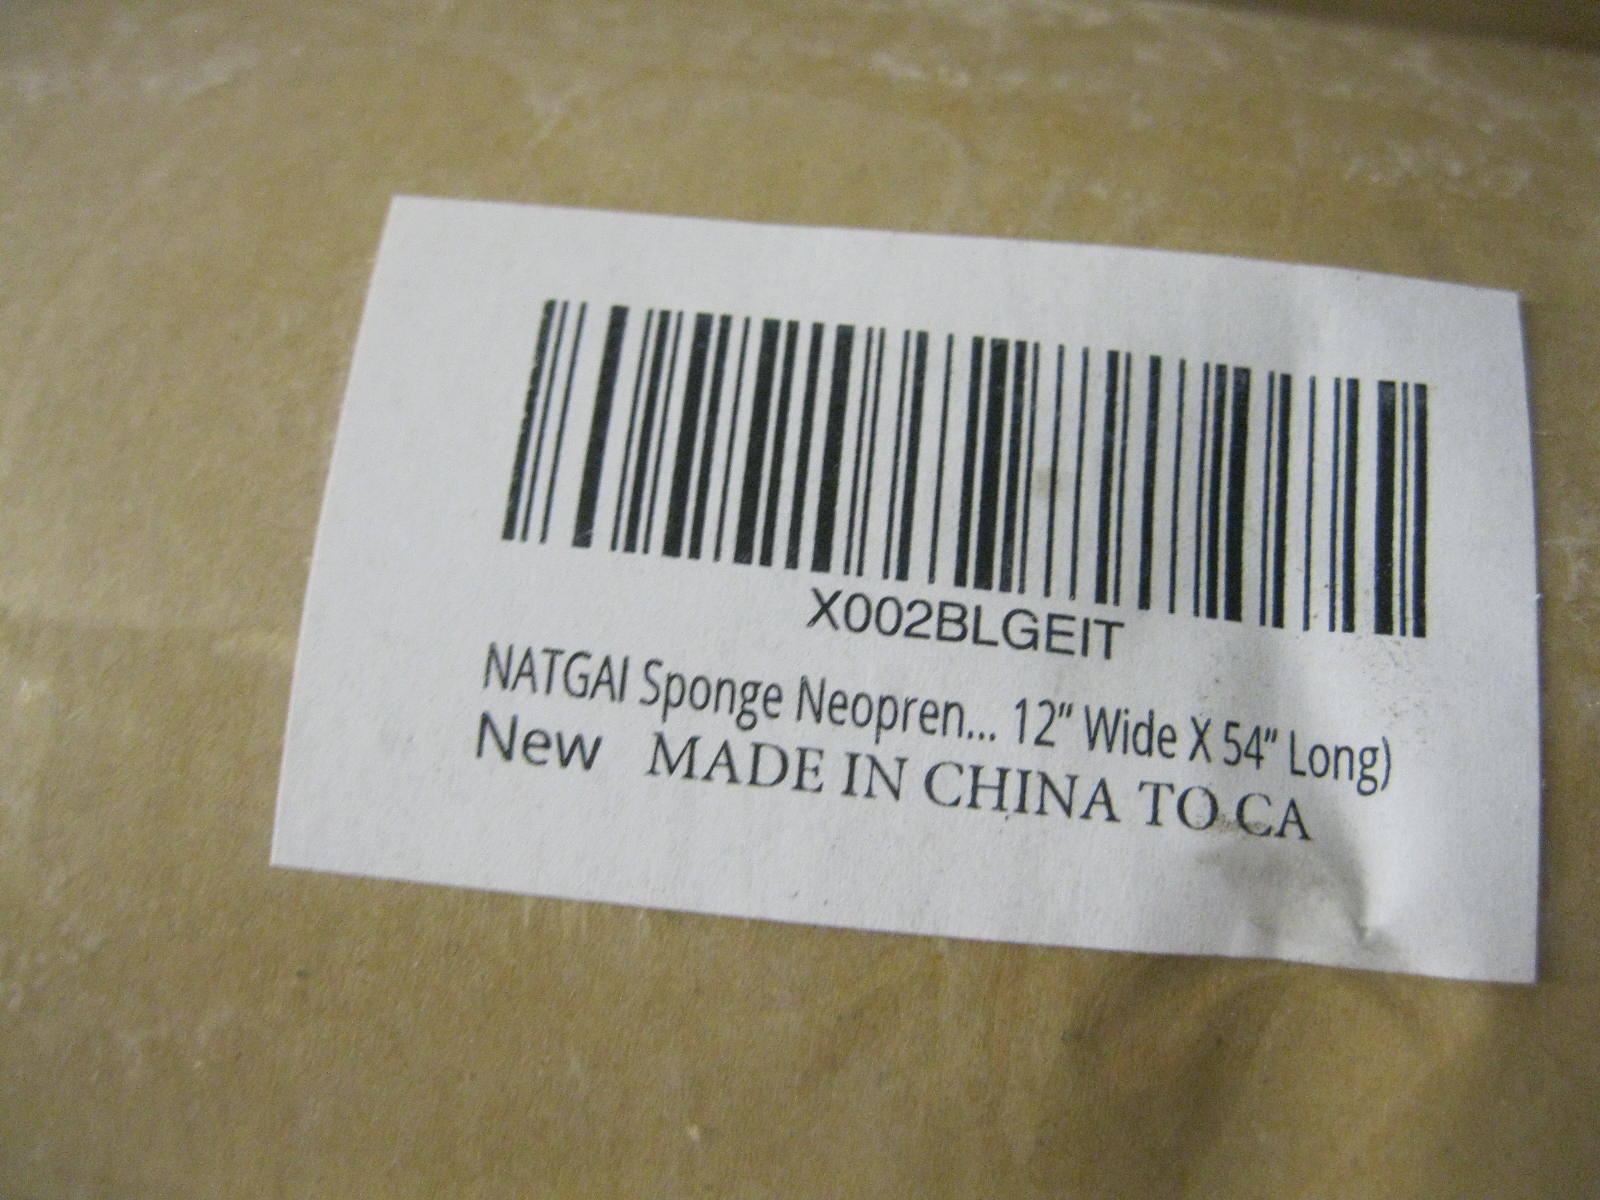 X002BLGEIT
NATGAI Sponge Neopren... 12" Wide X 54" Long)
New MADE IN CHINA TO CA